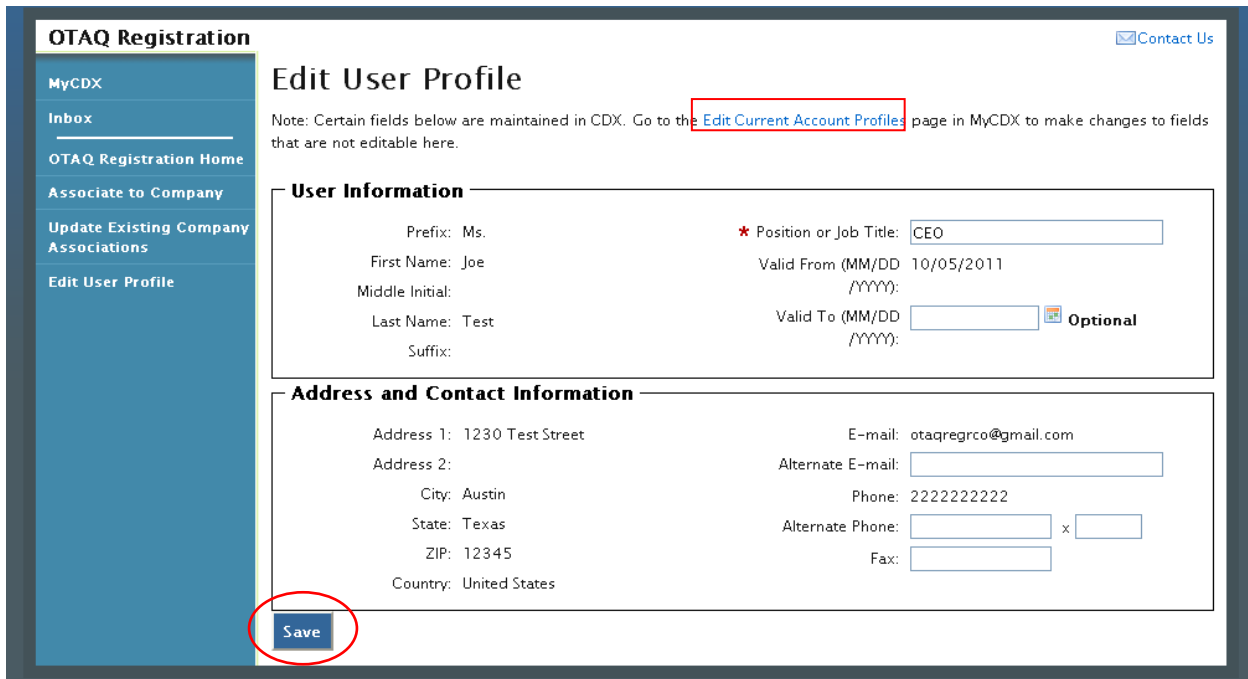 OTAQ Registration
Contact Us
MyCDX
Inbox
OTAQ Registration Home
Associate to Company
Update Existing Company
Associations
Edit User Profile
Edit User Profile
Note: Certain fields below are maintained in CDX. Go to the Edit Current Account Profiles page in MyCDX to make changes to fields
that are not editable here.
User Information
Prefix: Ms.
First Name: Joe
Middle Initial:
Last Name: Test
Suffix:
* Position or Job Title: CEO
Valid From (MM/DD 10/05/2011
/YYYY):
Valid To (MM/DD Optional
/YYYY):
Address and Contact Information
Address 1: 1230 Test Street
Address 2:
City: Austin
State: Texas
ZIP: 12345
Country: United States
E-mail: otaqregrco@gmail.com
Alternate E-mail:
Phone: 2222222222
Alternate Phone: x
Fax:
Save